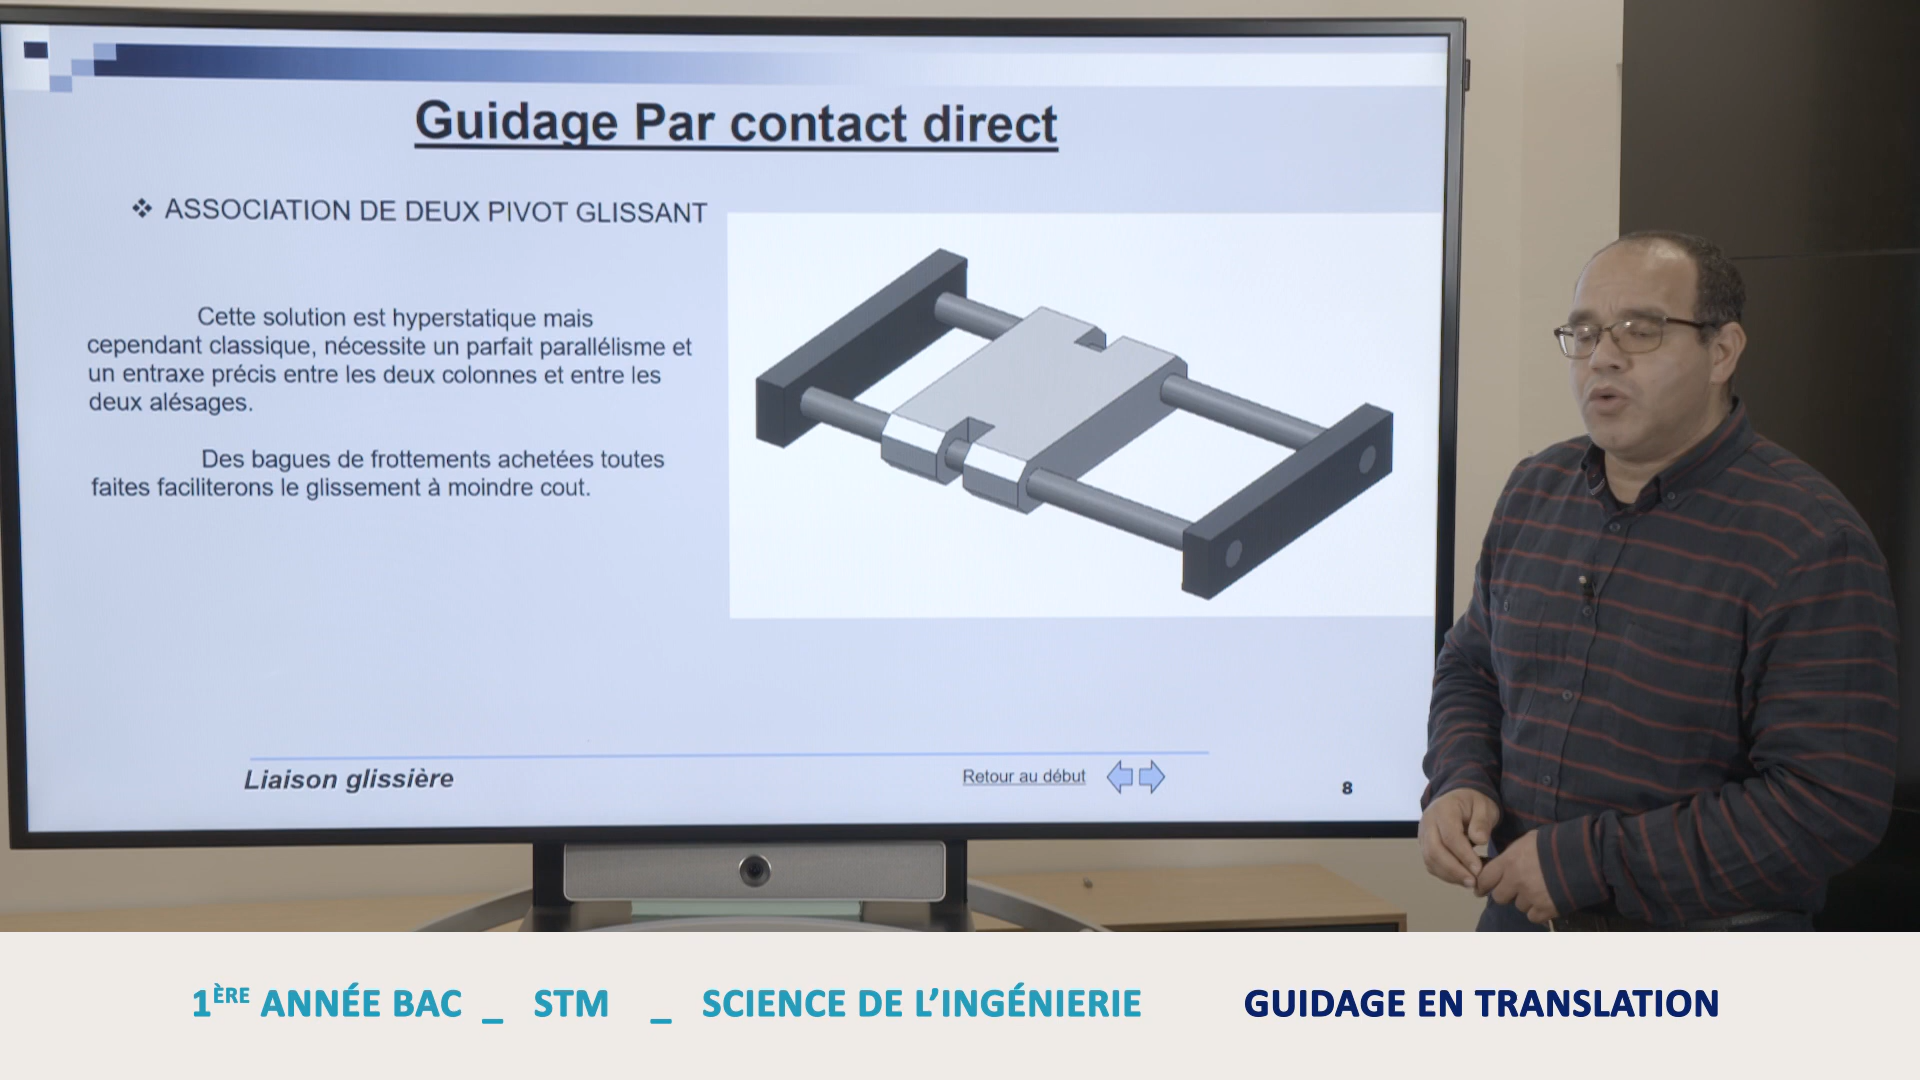 Guidage Par contact direct
❖ ASSOCIATION DE DEUX PIVOT GLISSANT
Cette solution est hyperstatique mais
cependant classique, nécessite un parfait parallélisme et
un entraxe précis entre les deux colonnes et entre les
deux alésages.
Des bagues de frottements achetées toutes
faites faciliterons le glissement à moindre cout.
Liaison glissière
Retour au début
8
1ÈRE ANNÉE BAC _ STM _ SCIENCE DE L'INGÉNIERIE GUIDAGE EN TRANSLATION